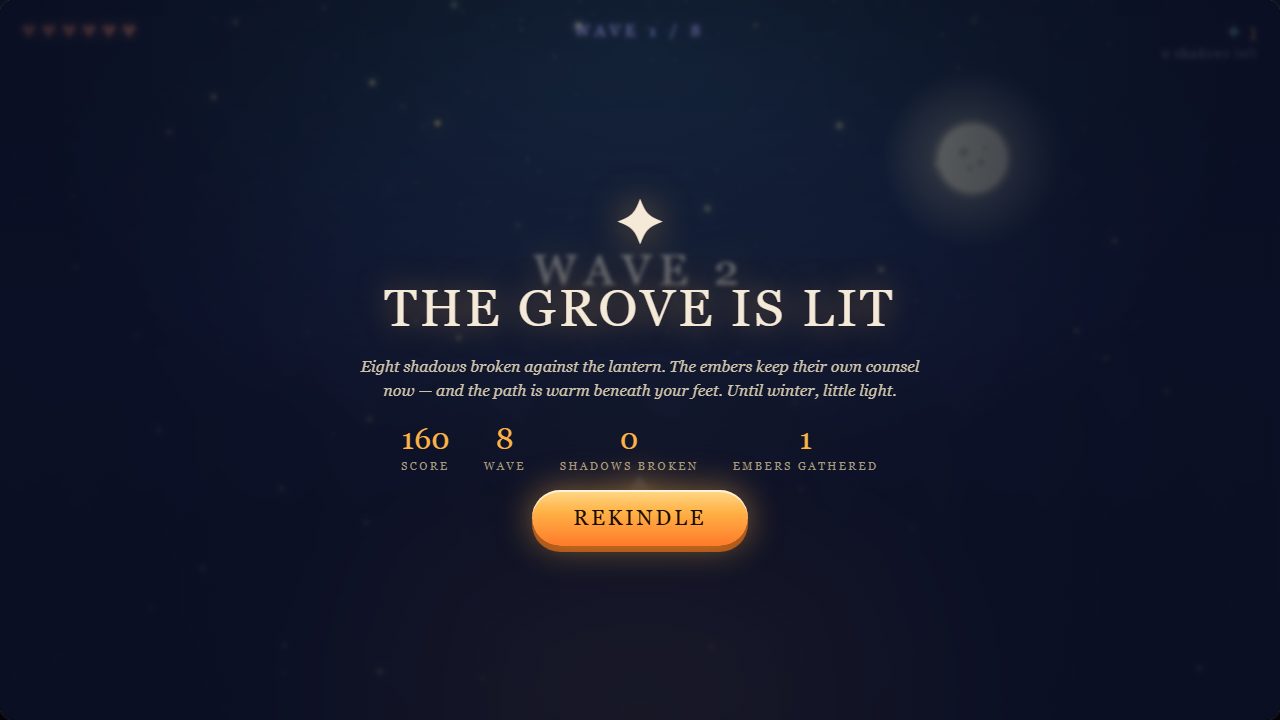 WAVE 1 / 8
WAVE 2
THE GROVE IS LIT
Eight shadows broken against the lantern. The embers keep their own counsel
now — and the path is warm beneath your feet. Until winter, little light.
160 8 0 1
SCORE WAVE SHADOWS BROKEN EMBERS GATHERED
REKINDLE